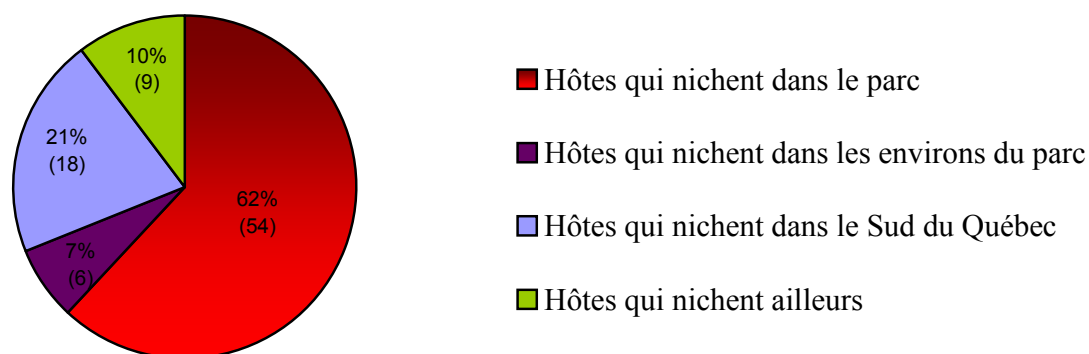 10%
(9)
21%
(18)
62%
(54)
7%
(6)
Hôtes qui nichent dans le parc
Hôtes qui nichent dans les environs du parc
Hôtes qui nichent dans le Sud du Québec
Hôtes qui nichent ailleurs